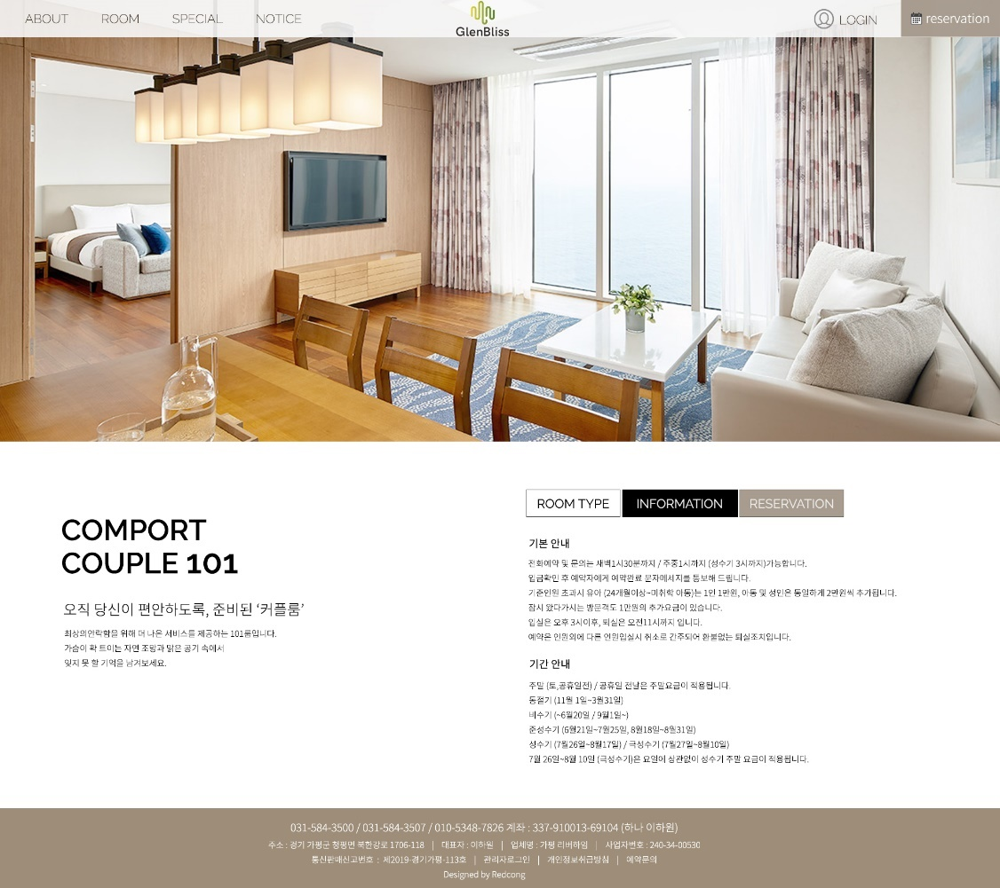 ABOUT ROOM SPECIAL NOTICE
GlenBliss
LOGIN
reservation
COMPORT
COUPLE 101
오직 당신이 편안하도록, 준비된 ‘커플룸’
최상의안락함을 위해 더 나은 서비스를 제공하는 101룸입니다.
가슴이 확 트이는 자연 조망과 맑은 공기 속에서
잊지 못 할 기억을 남겨보세요.
ROOM TYPE INFORMATION RESERVATION
기본 안내
전화예약 및 문의는 새벽1시30분까지 / 주중1시까지 (성수기 3시까지)가능합니다.
입금확인 후 예약자에게 예약완료 문자메서지를 통보해 드립니다.
기준인원 초과시 유아 (24개월이상~미취학 아동)는 1인 1만원, 아동 및 성인은 동일하게 2만원씩 추가됩니다.
잠시 왔다가시는 방문객도 1만원의 추가요금이 있습니다.
입실은 오후 3시이후, 퇴실은 오전11시까지 입니다.
예약은 인원외에 다른 인원입실시 취소로 간주되어 환불없는 퇴실조치입니다.
기간 안내
주말 (토,공휴일전) / 공휴일 전날은 주말요금이 적용됩니다.
동절기 (11월 1일~3월31일)
비수기 (~6월20일 / 9월1일~)
준성수기 (6월21일~7월25일, 8월18일~8월31일)
성수기 (7월26일~8월17일) / 극성수기 (7월27일~8월10일)
7월 26일~8월 10일 (극성수기)은 요일에 상관없이 성수기 주말 요금이 적용됩니다.
031-584-3500 / 031-584-3507 / 010-5348-7826 계좌 : 337-910013-69104 (하나 이하원)
주소 : 경기 가평군 청평면 북한강로 1706-118 | 대표자 : 이하원 | 업체명 : 가평 리버하임 | 사업자번호 : 240-34-00530
통신판매신고번호 : 제2019-경기가평-113호 | 관리자로그인 | 개인정보취급방침 | 예약문의
Designed by Redcong